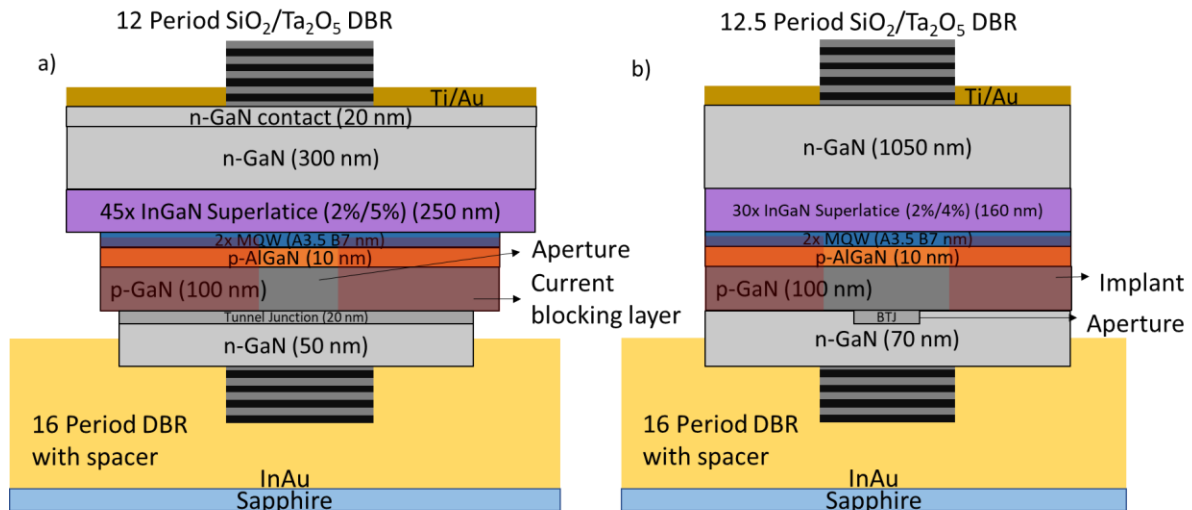 12 Period SiO₂/Ta₂O₅ DBR
a)
Ti/Au
n-GaN contact (20 nm)
n-GaN (300 nm)
45x InGaN Superlatice (2%/5%) (250 nm)
2x MQW (A3.5 B7 nm)
p-AlGaN (10 nm)
p-GaN (100 nm)
Aperture
Current
blocking layer
Tunnel Junction (20 nm)
n-GaN (50 nm)
16 Period DBR
with spacer
InAu
Sapphire
12.5 Period SiO₂/Ta₂O₅ DBR
b)
Ti/Au
n-GaN (1050 nm)
30x InGaN Superlatice (2%/4%) (160 nm)
2x MQW (A3.5 B7 nm)
p-AlGaN (10 nm)
p-GaN (100 nm)
Implant
BTJ
Aperture
n-GaN (70 nm)
16 Period DBR
with spacer
InAu
Sapphire